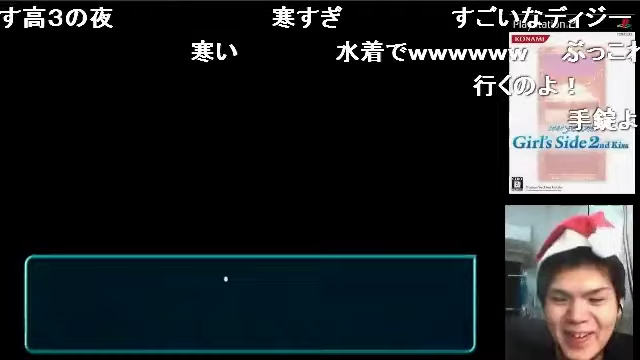 す高3の夜
寒すぎ
すごいなディジー
寒い
水着でwwwwww
ぶっこれ
行くのよ！
手錠よ
PlayStation 2
KONAMI
Girl's Side 2nd Kiss